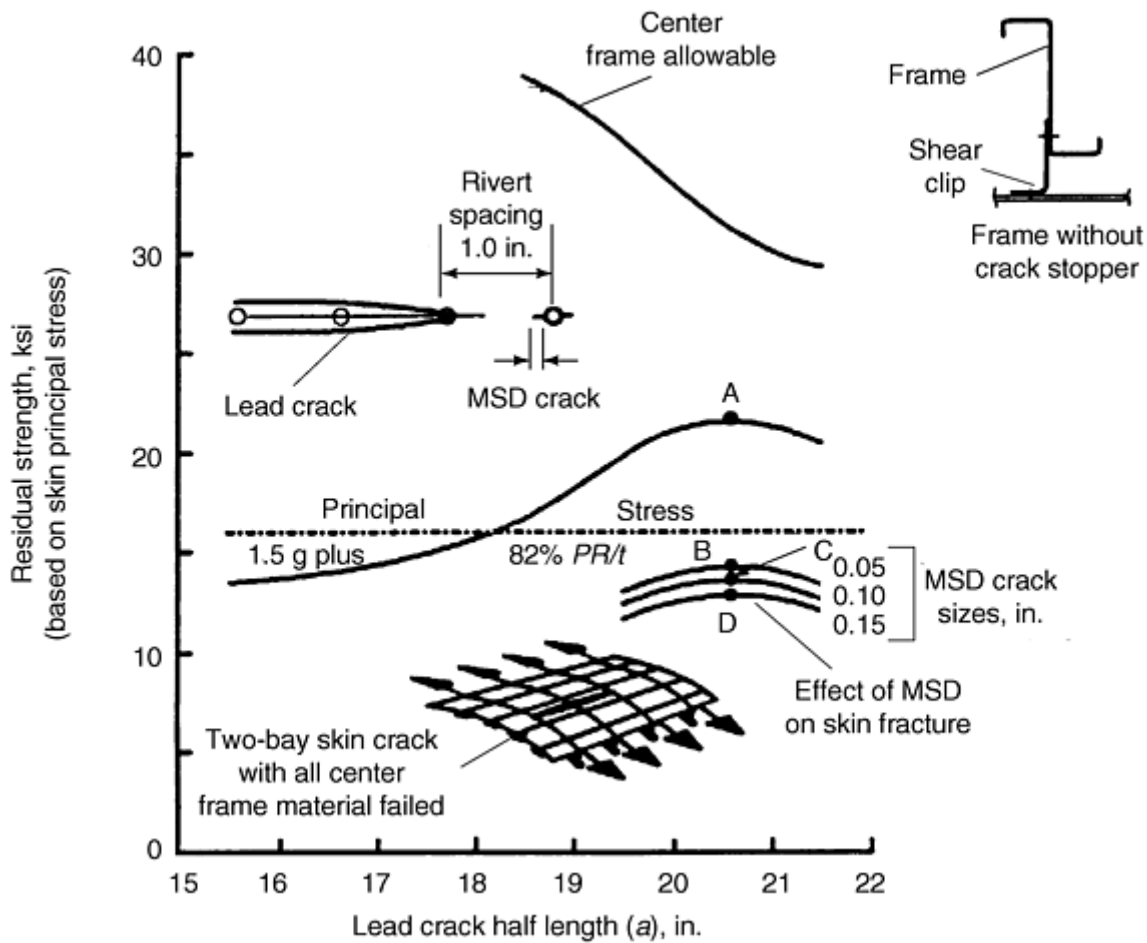 Center
frame allowable
40
Frame
Shear
clip
Rivert
spacing
1.0 in.
Frame without
crack stopper
30
Lead crack
MSD crack
A
20
Principal
Stress
1.5 g plus
82% PR/t
B
C
0.05
0.10
0.15
MSD crack
sizes, in.
D
10
Effect of MSD
on skin fracture
Two-bay skin crack
with all center
frame material failed
0
15 16 17 18 19 20 21 22
Lead crack half length (a), in.
Residual strength, ksi
(based on skin principal stress)